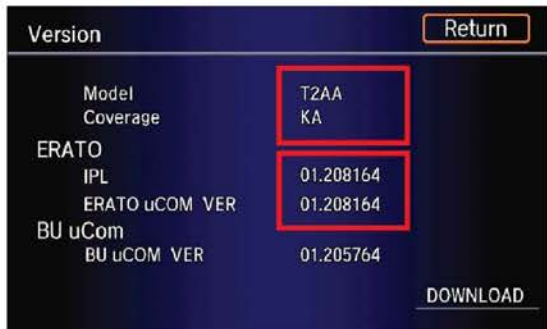 Version Return
Model T2AA
Coverage KA
ERATO
IPL 01.208164
ERATO uCOM VER 01.208164
BU uCom
BU uCOM VER 01.205764
DOWNLOAD